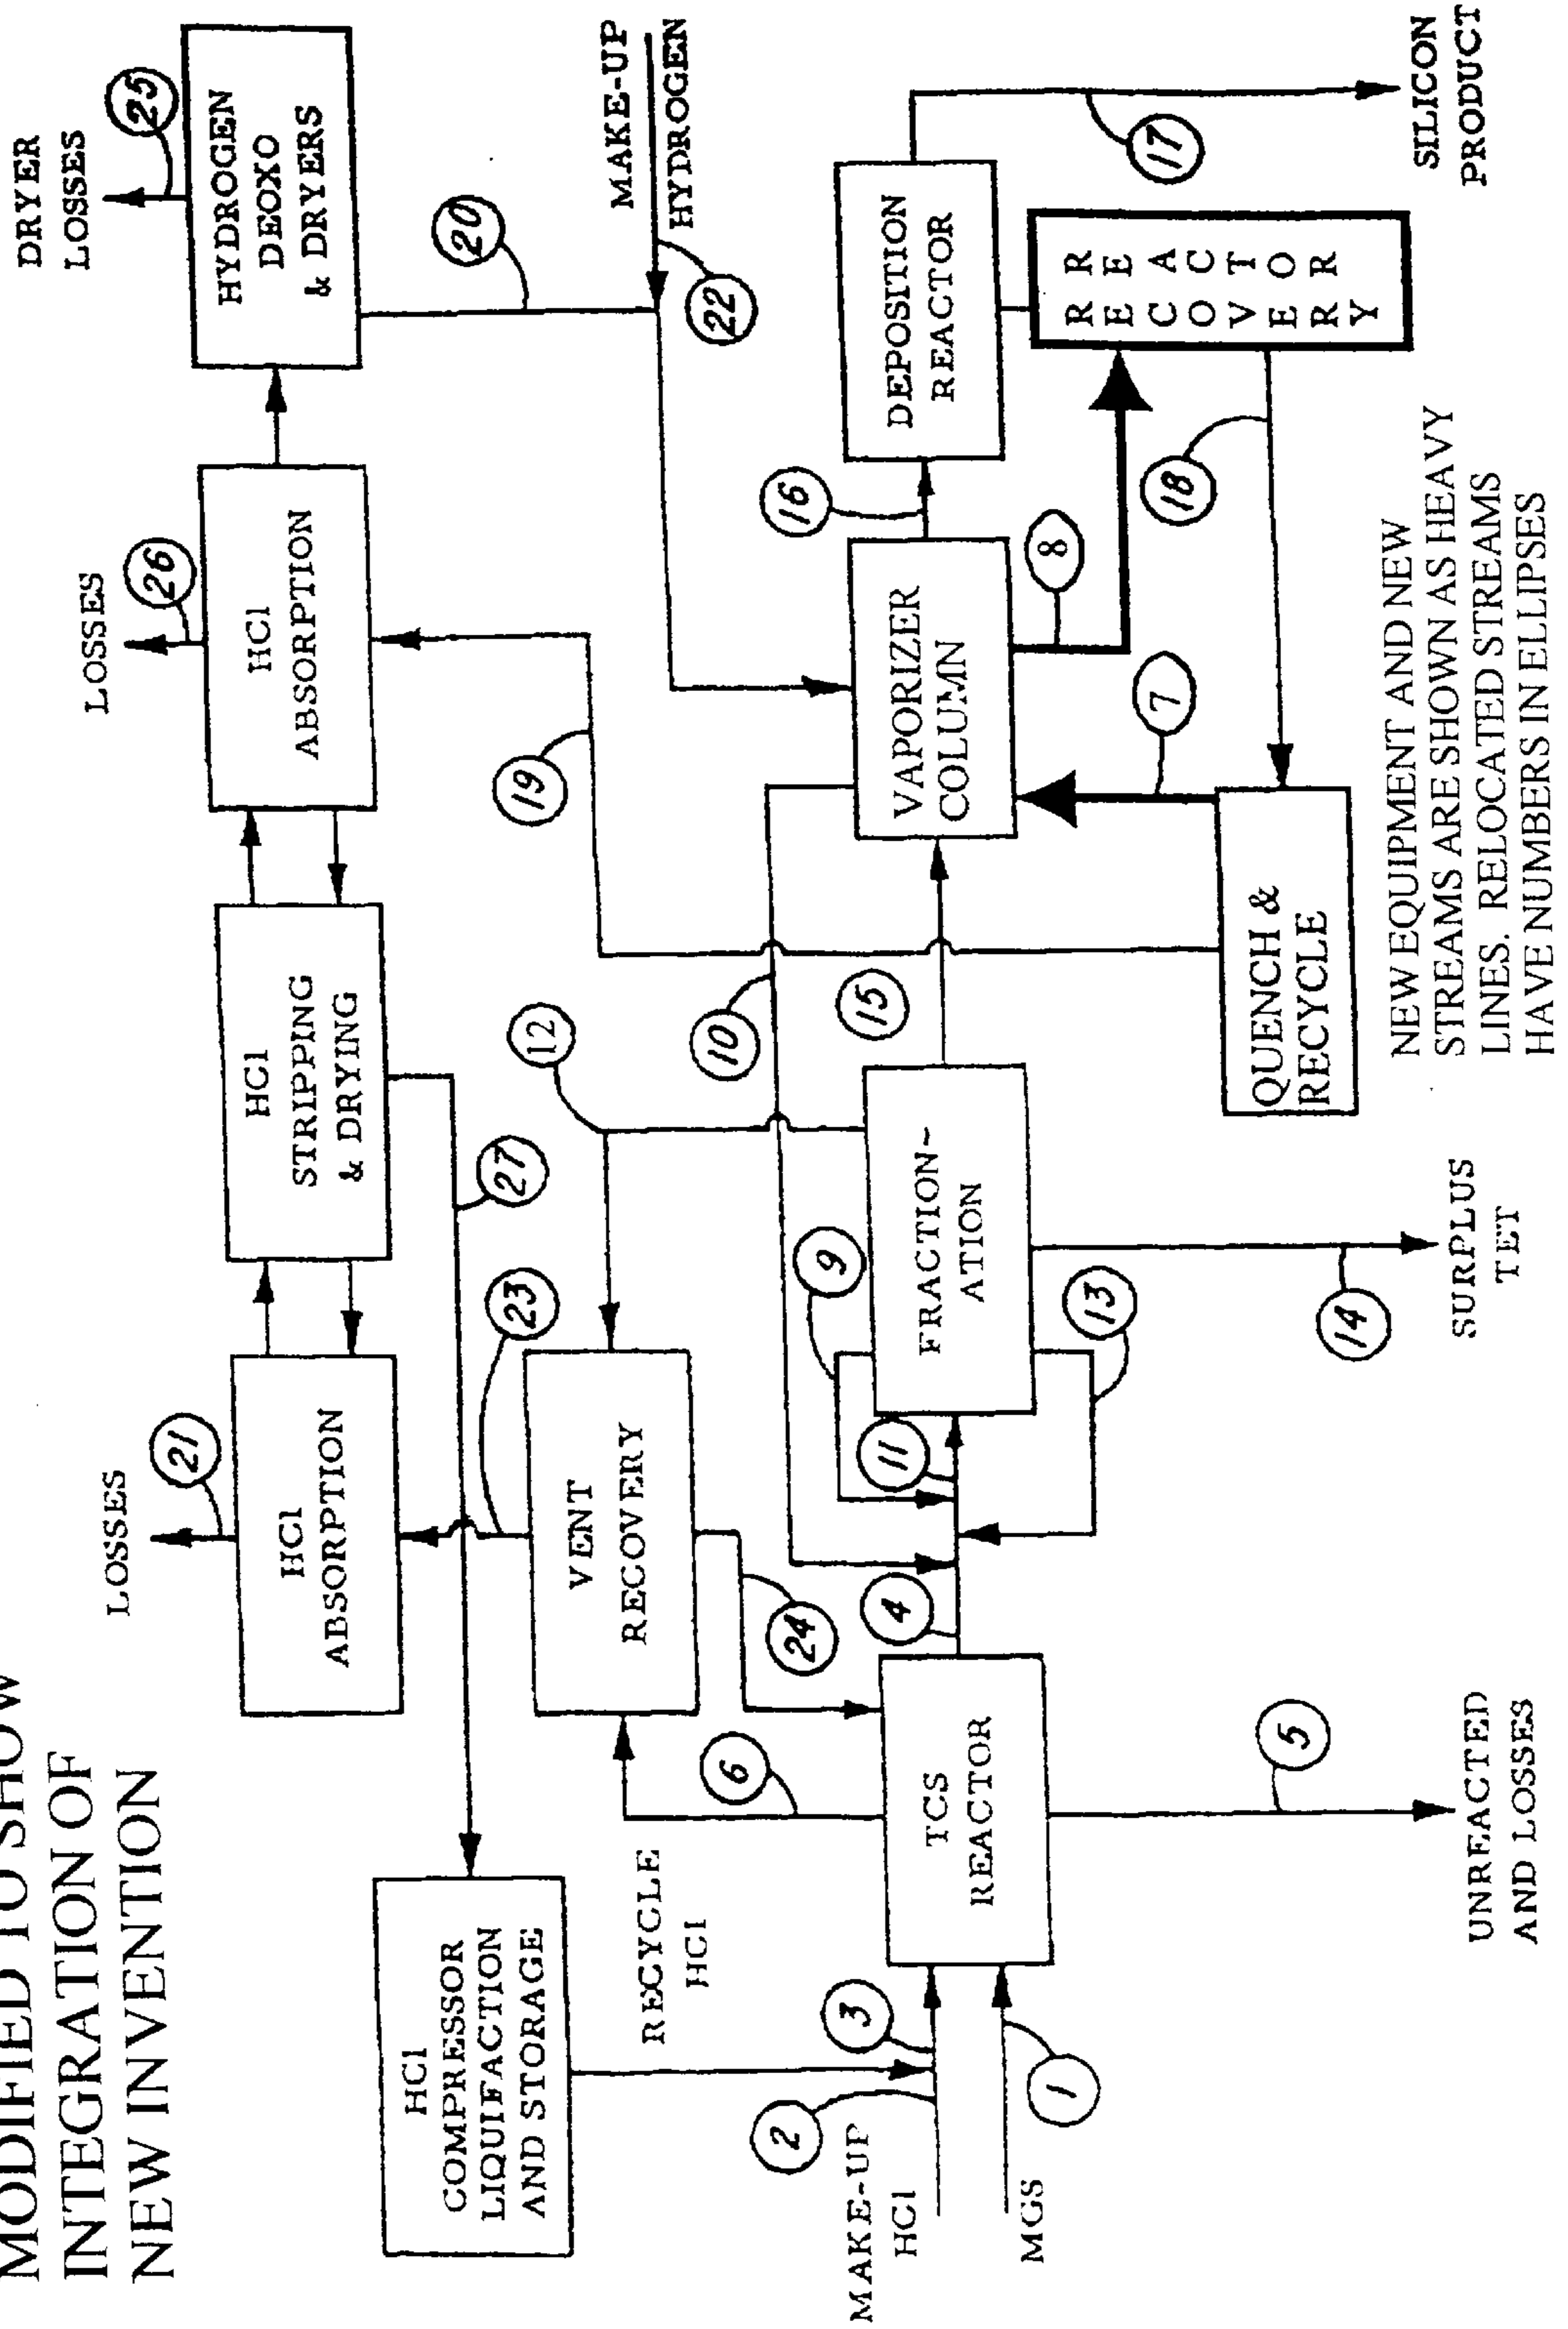 MODIFIED TO SHOW
INTEGRATION OF
NEW INVENTION
LOSSES
21
HCl
ABSORPTION
HCl
STRIPPING
& DRYING
LOSSES
26
HCl
ABSORPTION
DRYER
LOSSES
25
HYDROGEN
DEOXO
& DRYERS
HCl
COMPRESSOR
LIQUIFACTION
AND STORAGE
27
23
VENT
RECOVERY
12
19
20
MAKE-UP
HYDROGEN
22
RECYCLE
HCl
6
24
10
9
15
16
2
MAKE-UP
HCl
3
MGS
1
TCS
REACTOR
4
11
FRACTION-
ATION
13
VAPORIZER
COLUMN
DEPOSITION
REACTOR
17
8
7
18
REACTOR
RECOVERY
QUENCH &
RECYCLE
5
UNREACTED
AND LOSSES
14
SURPLUS
TET
SILICON
PRODUCT
NEW EQUIPMENT AND NEW
STREAMS ARE SHOWN AS HEAVY
LINES. RELOCATED STREAMS
HAVE NUMBERS IN ELLIPSES